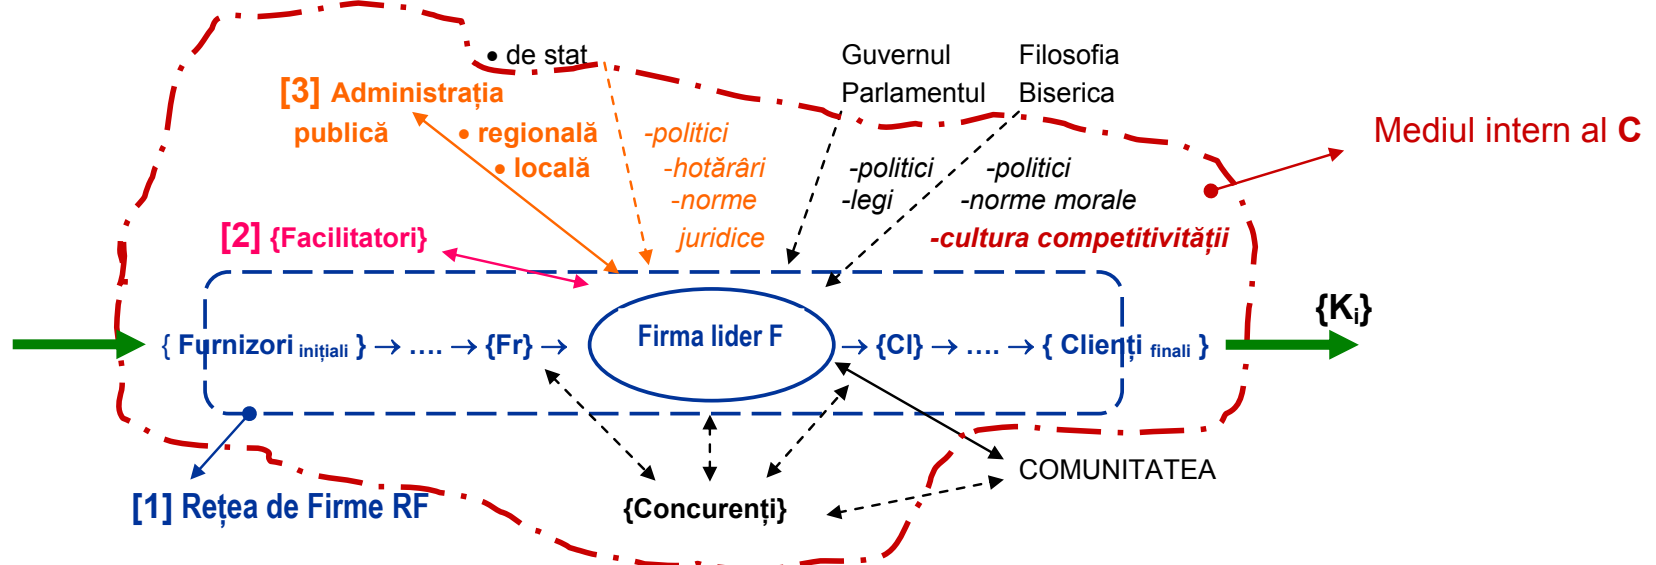 • de stat Guvernul Filosofia
[3] Administrația Parlamentul Biserica
publică • regională -politici Mediul intern al C
• locală -hotărâri -politici -politici
-norme -legi -norme morale
[2] {Facilitatori} juridice -cultura competitivității
{Ki}
{ Furnizori inițiali } → …. → {Fr} → Firma lider F → {Cl} → …. → { Clienți finali }
COMUNITATEA
[1] Rețea de Firme RF {Concurenți}